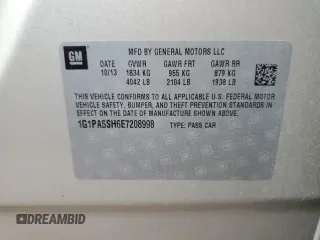 GM
MFD BY GENERAL MOTORS LLC
DATE GVWR GAWR FRT GAWR RR
10/13 1834 KG 955 KG 879 KG
4042 LB 2104 LB 1938 LB
THIS VEHICLE CONFORMS TO ALL APPLICABLE U.S. FEDERAL MOTOR
VEHICLE SAFETY, BUMPER, AND THEFT PREVENTION STANDARDS
IN EFFECT ON THE DATE OF MANUFACTURE SHOWN ABOVE.
1G1PA5SH6E7208998 TYPE: PASS CAR
DREAMBID